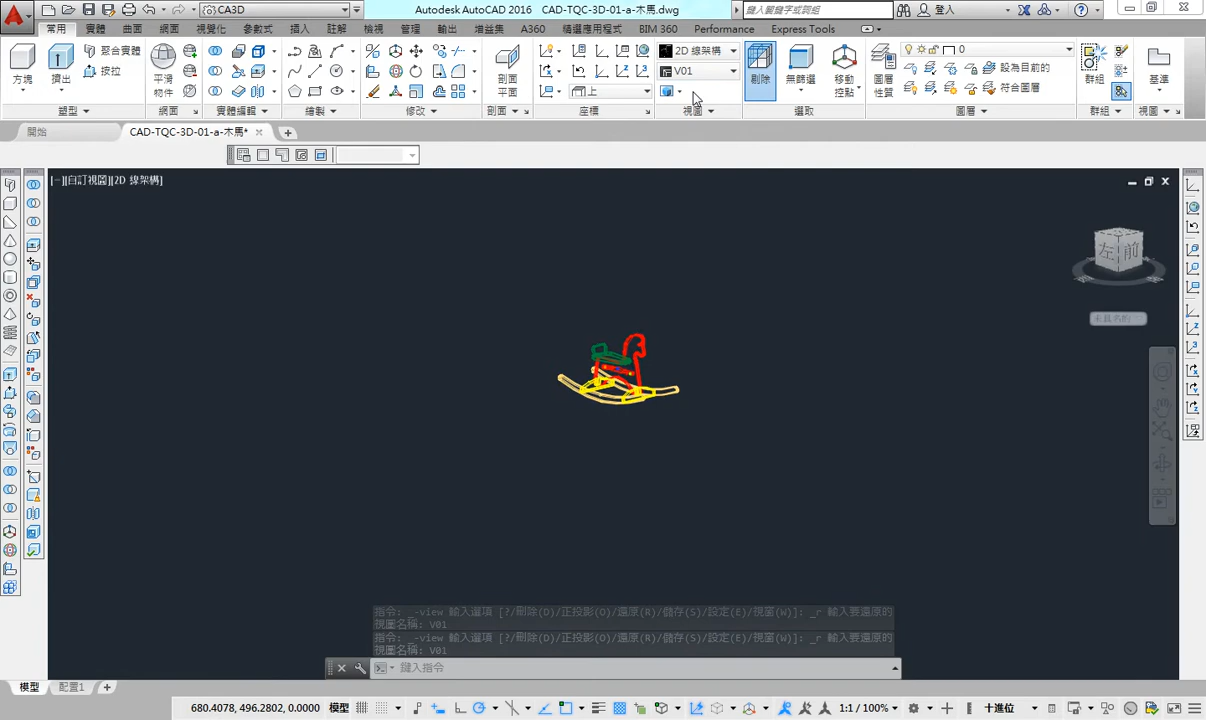 CA3D
Autodesk AutoCAD 2016 CAD-TQC-3D-01-a-木馬.dwg
鍵入關鍵字或詞組
登入
常用 實體 曲面 網面 視覺化 參數式 插入 註解 檢視 管理 輸出 增益集 A360 精選應用程式 BIM 360 Performance Express Tools
方塊
擠出
聚合實體
按拉
平滑
物件
剖面
平面
上
2D 線架構
V01
剔除
無篩選
移動
控點
圖層
性質
0
設為目前的
符合圖層
群組
基準
塑型 網面 實體編輯 繪製 修改 剖面 座標 視圖 選取 圖層 群組 視圖
開始
CAD-TQC-3D-01-a-木馬*
[−][自訂視圖][2D 線架構]
左 前
未具名的
指令: _-view 輸入選項 [?/刪除(D)/正投影(O)/還原(R)/儲存(S)/設定(E)/視窗(W)]: _r 輸入要還原的
視圖名稱: V01
指令: _-view 輸入選項 [?/刪除(D)/正投影(O)/還原(R)/儲存(S)/設定(E)/視窗(W)]: _r 輸入要還原的
視圖名稱: V01
鍵入指令
模型 配置1
680.4078, 496.2802, 0.0000 模型 1:1 / 100% 十進位